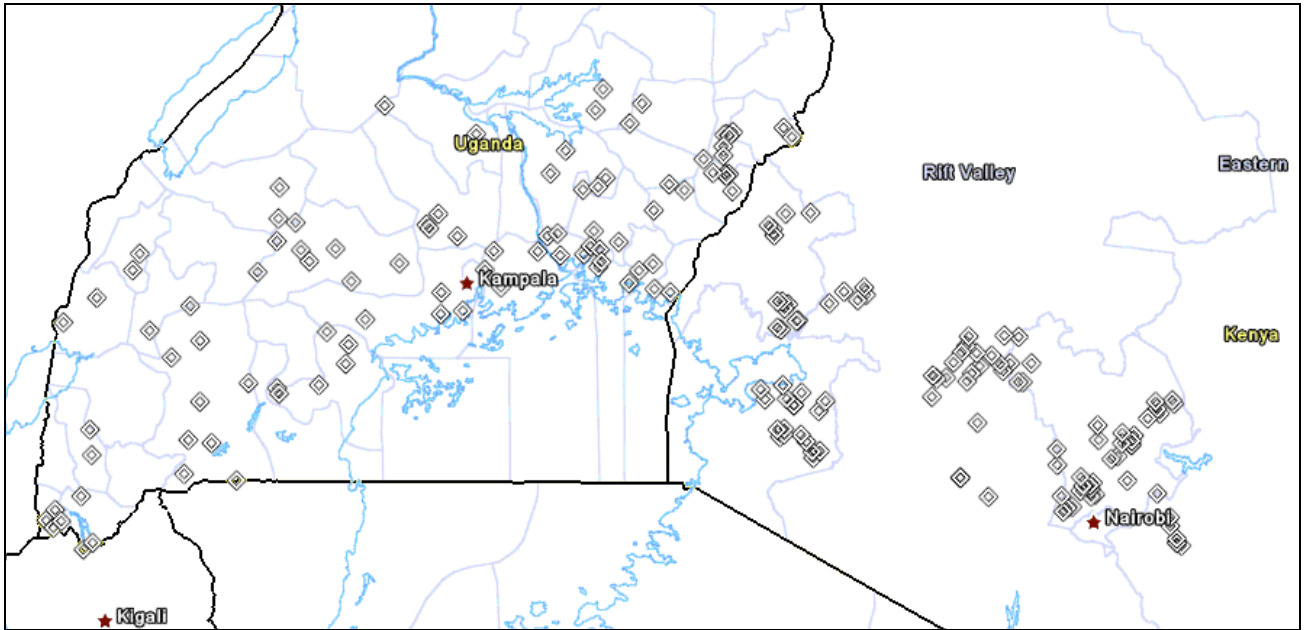 Uganda
Eastern
Rift Valley
Kampala
Kenya
Nairobi
Kigali